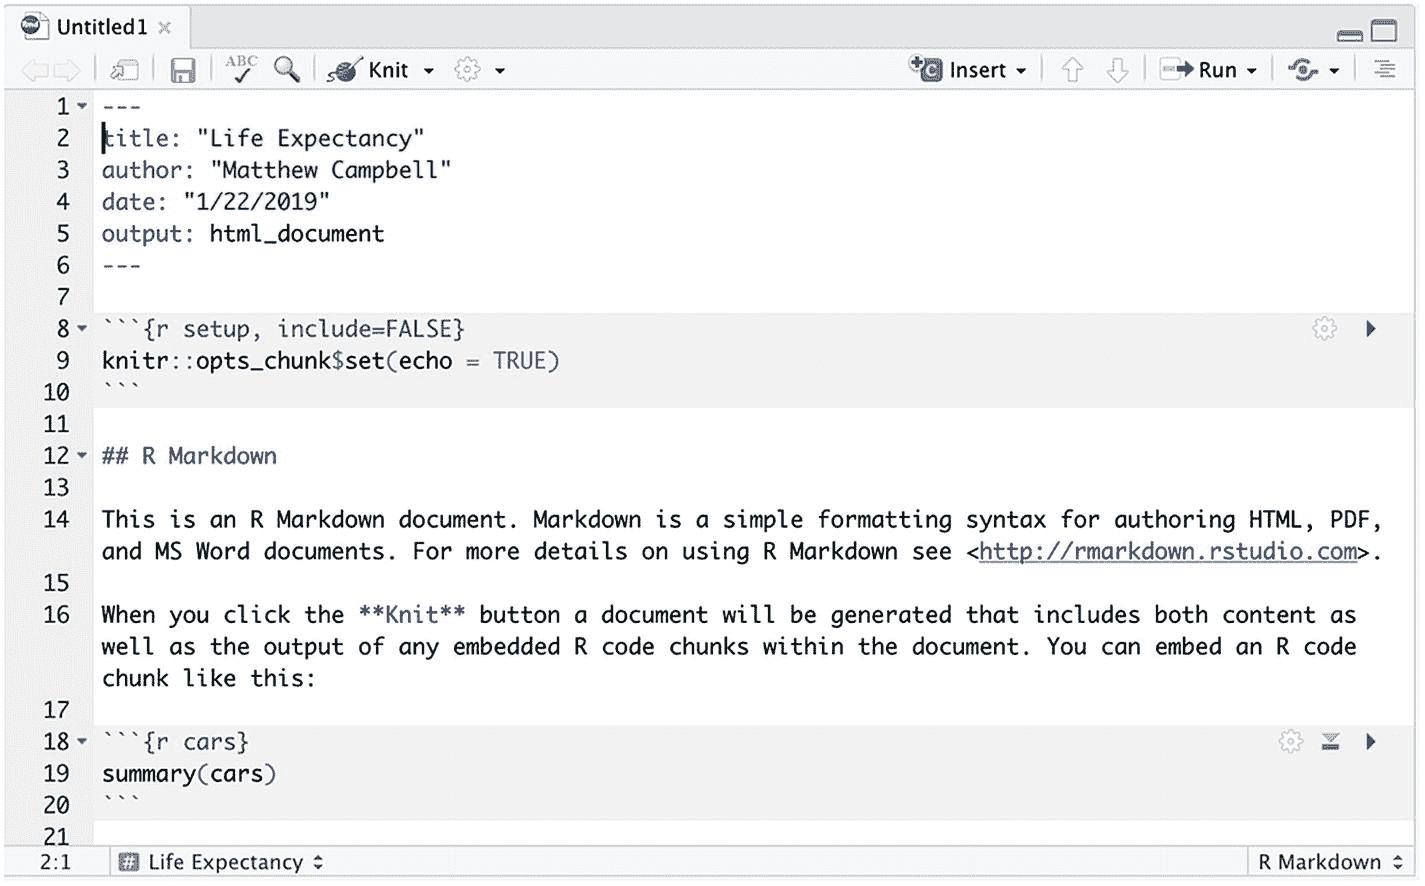 Untitled1
ABC Knit Insert Run
1 ---
2 title: "Life Expectancy"
3 author: "Matthew Campbell"
4 date: "1/22/2019"
5 output: html_document
6 ---
7
8 ```{r setup, include=FALSE}
9 knitr::opts_chunk$set(echo = TRUE)
10 ```
11
12 ## R Markdown
13
14 This is an R Markdown document. Markdown is a simple formatting syntax for authoring HTML, PDF,
and MS Word documents. For more details on using R Markdown see <http://rmarkdown.rstudio.com>.
15
16 When you click the **Knit** button a document will be generated that includes both content as
well as the output of any embedded R code chunks within the document. You can embed an R code
chunk like this:
17
18 ```{r cars}
19 summary(cars)
20 ```
21
2:1 # Life Expectancy R Markdown